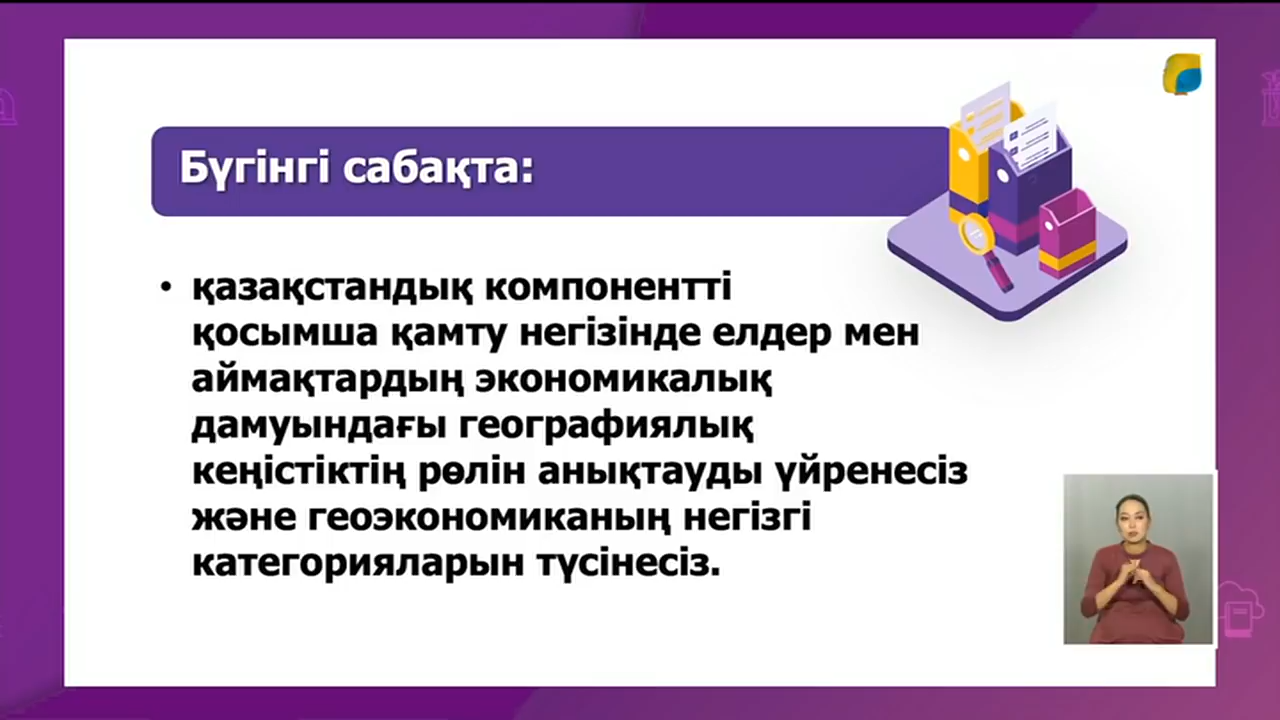 Бүгінгі сабақта:
• қазақстандық компонентті
қосымша қамту негізінде елдер мен
аймақтардың экономикалық
дамуындағы географиялық
кеңістіктің рөлін анықтауды үйренесіз
және геоэкономиканың негізгі
категорияларын түсінесіз.